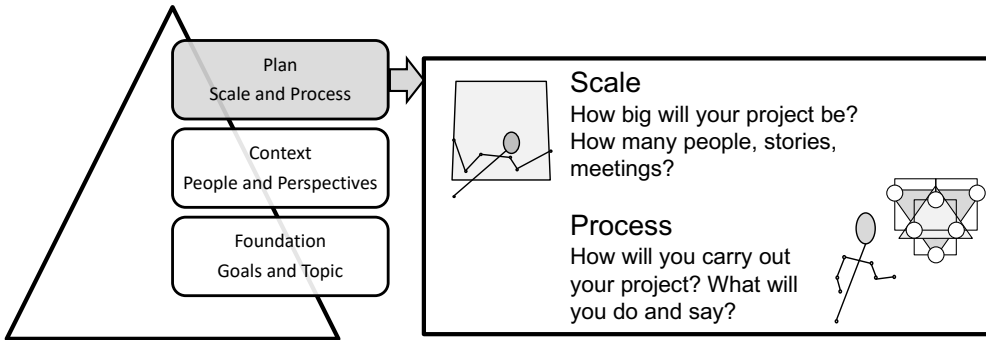 Plan
Scale and Process
Context
People and Perspectives
Foundation
Goals and Topic
Scale
How big will your project be?
How many people, stories,
meetings?
Process
How will you carry out
your project? What will
you do and say?